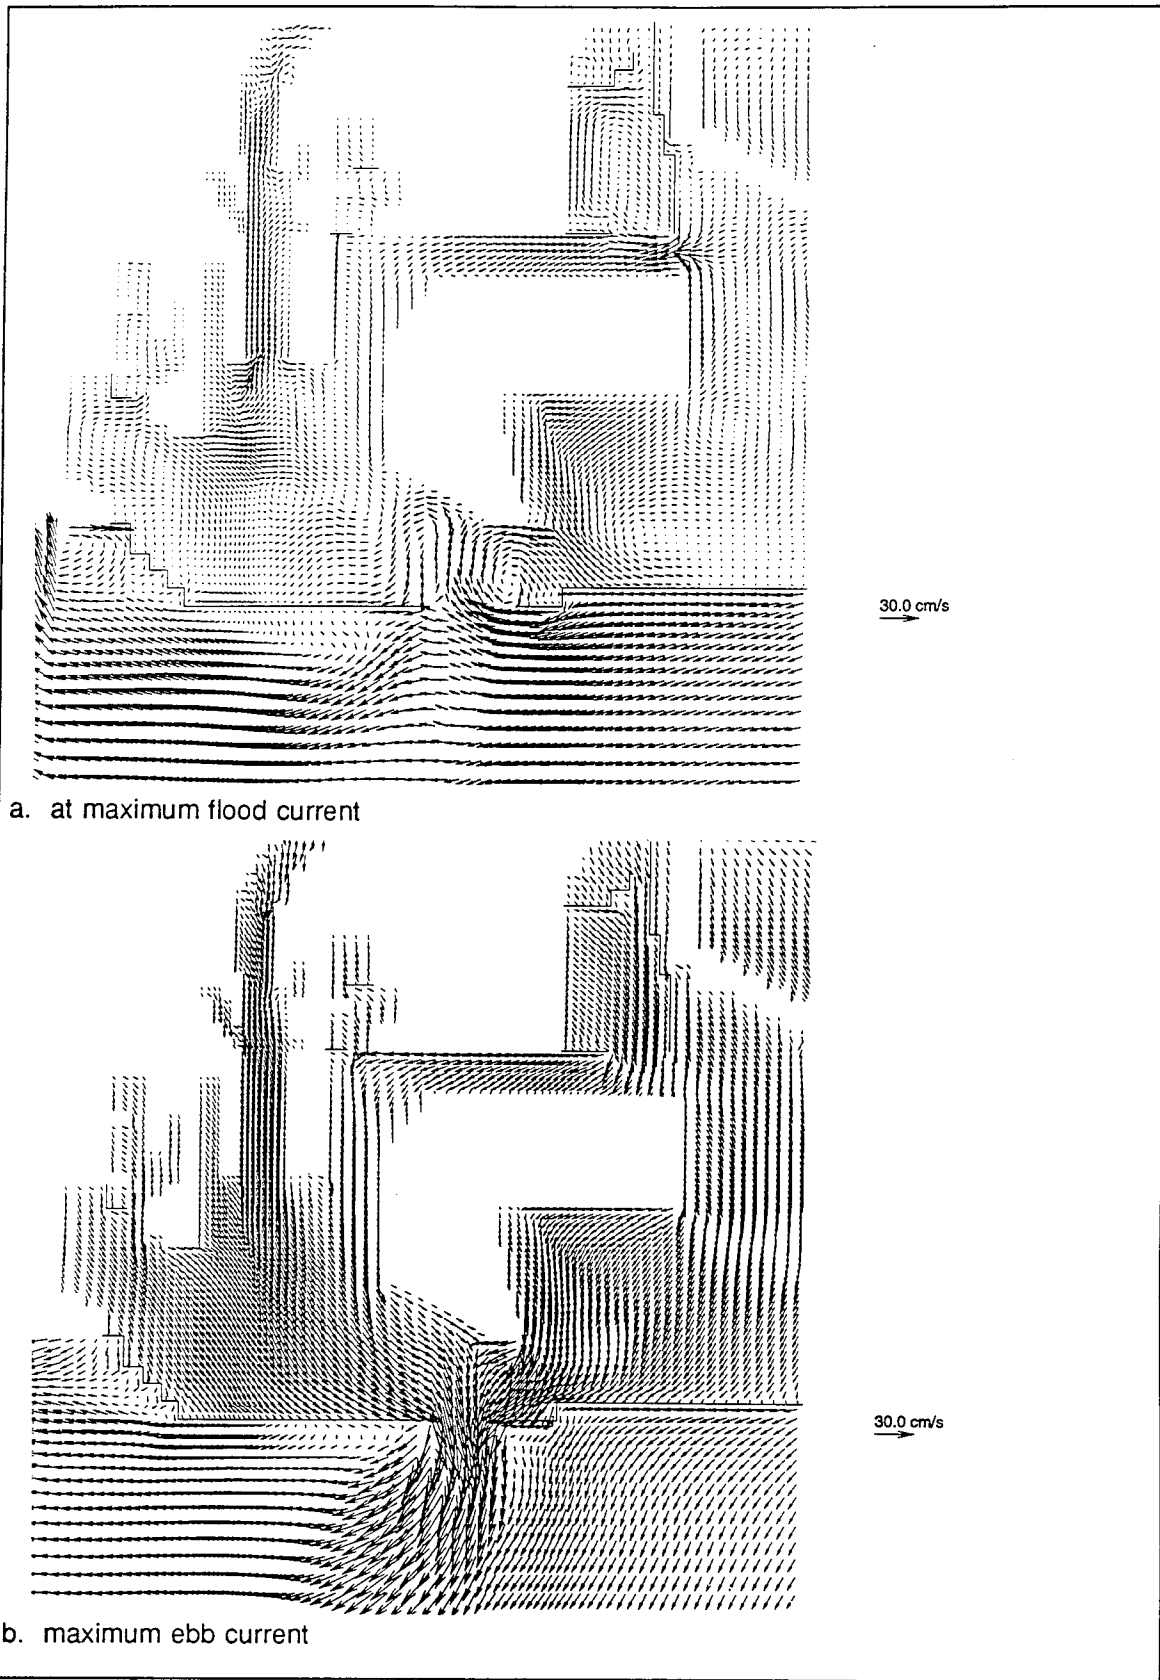 30.0 cm/s
a. at maximum flood current
30.0 cm/s
b. maximum ebb current